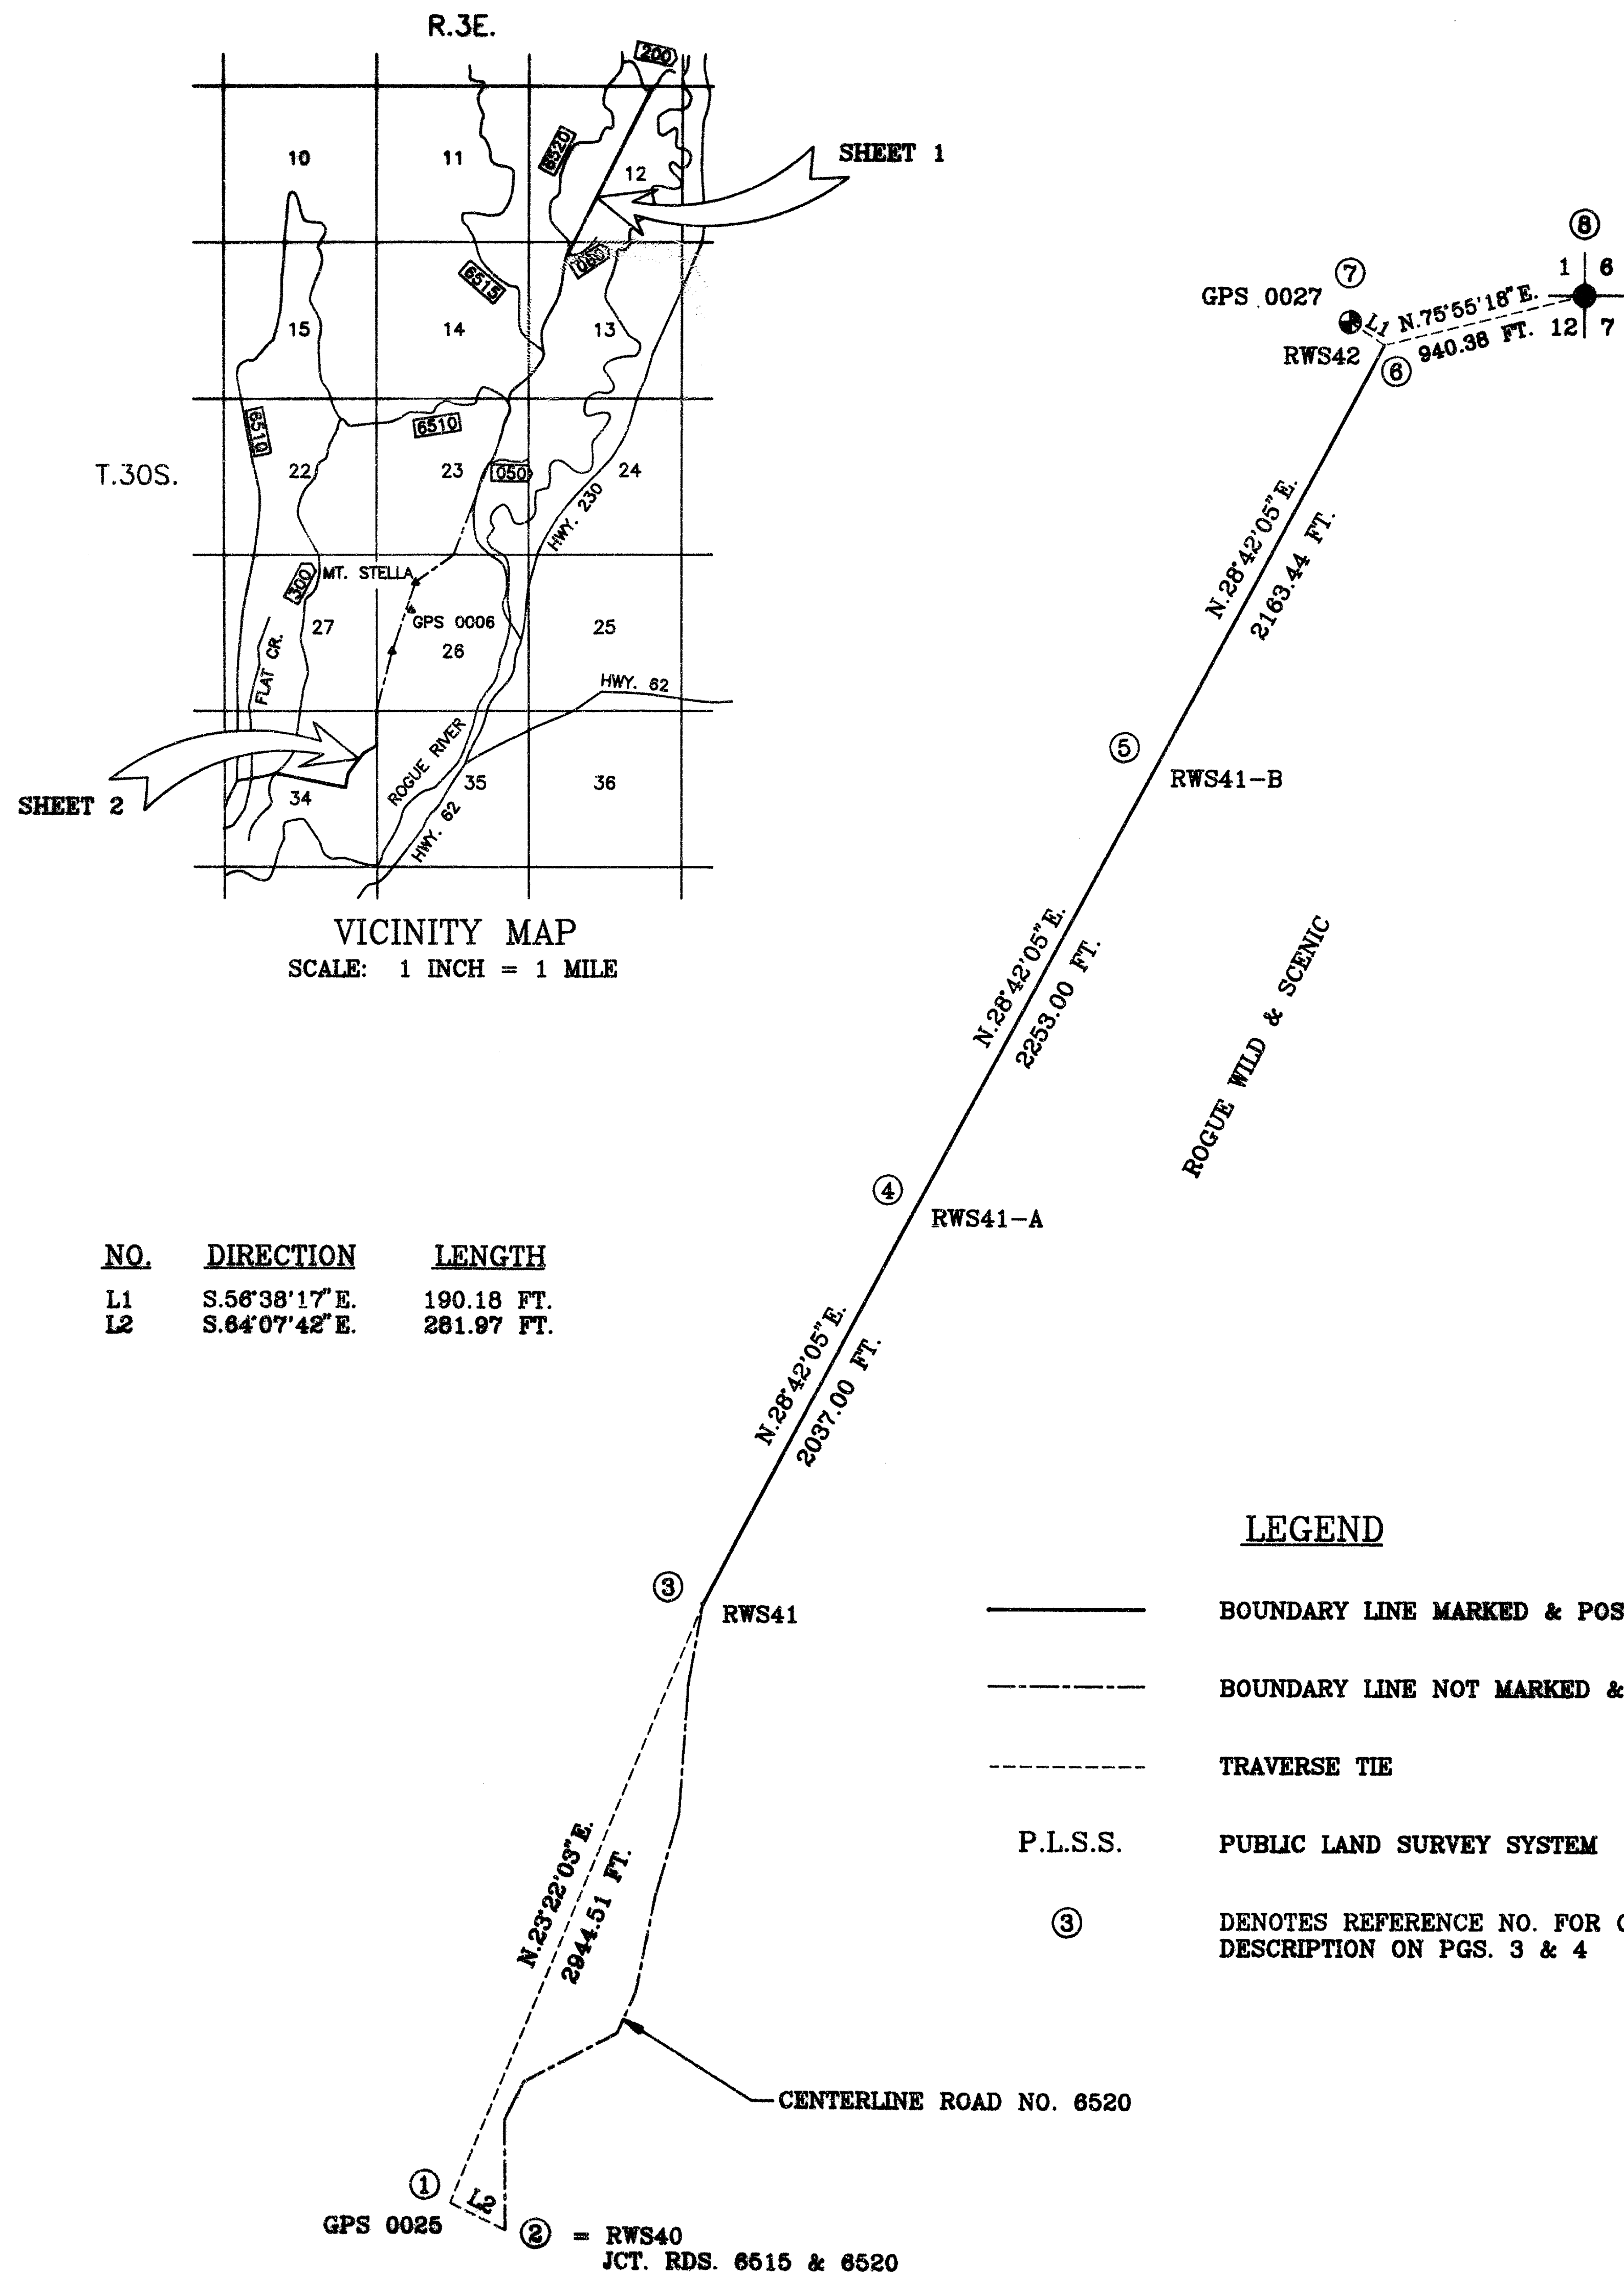 R.3E.
200
10
11
12
6520
SHEET 1
060
6515
15
14
13
6510
6510
T.30S.
22
23
050
24
HWY. 230
MT. STELLA
300
GPS 0006
27
26
25
FLAT CR.
HWY. 62
ROGUE RIVER
SHEET 2
34
35
36
HWY. 62
VICINITY MAP
SCALE: 1 INCH = 1 MILE
8
1 6
12 7
7
GPS 0027
L1 N.75°55'18"E.
940.38 FT.
RWS42
6
N.28°42'05"E.
2163.44 FT.
5
RWS41-B
N.28°42'05"E.
2253.00 FT.
ROGUE WILD & SCENIC
4
RWS41-A
NO. DIRECTION LENGTH
L1 S.56°38'17"E. 190.18 FT.
L2 S.64°07'42"E. 281.97 FT.
N.28°42'05"E.
2037.00 FT.
3
RWS41
LEGEND
BOUNDARY LINE MARKED & POS
BOUNDARY LINE NOT MARKED &
TRAVERSE TIE
P.L.S.S. PUBLIC LAND SURVEY SYSTEM
3 DENOTES REFERENCE NO. FOR
DESCRIPTION ON PGS. 3 & 4
N.23°22'03"E.
2944.51 FT.
CENTERLINE ROAD NO. 6520
1
L2
GPS 0025
2 = RWS40
JCT. RDS. 6515 & 6520